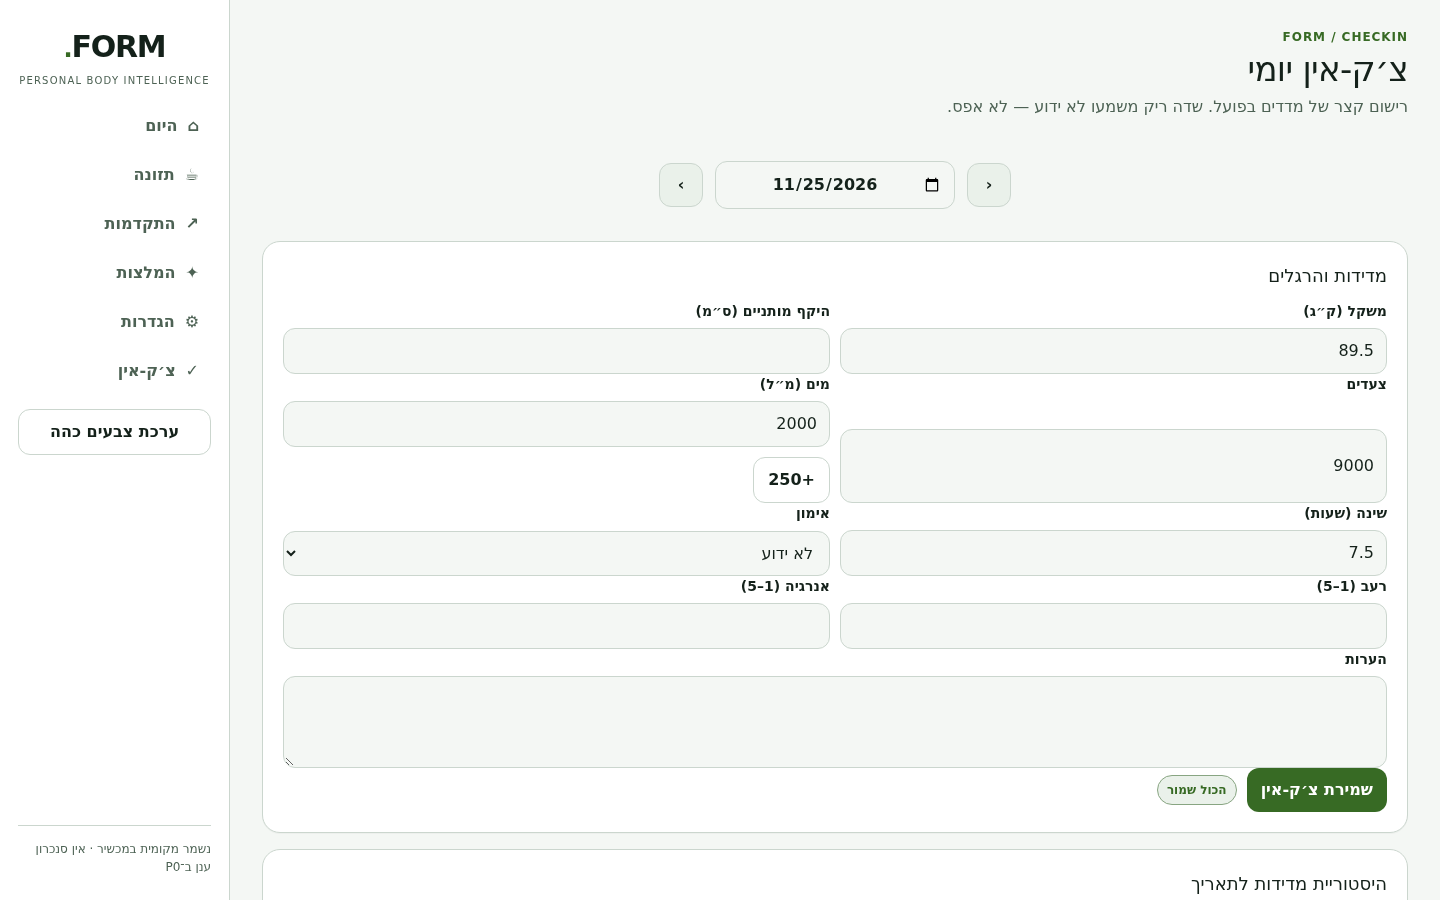 FORM.
PERSONAL BODY INTELLIGENCE
⌂ היום
☕ תזונה
↗ התקדמות
✦ המלצות
⚙ הגדרות
✓ צ׳ק-אין
ערכת צבעים כהה
נשמר מקומית במכשיר · אין סנכרון
ענן ב־P0
FORM / CHECKIN
צ׳ק-אין יומי
רישום קצר של מדדים בפועל. שדה ריק משמעו לא ידוע — לא אפס.
11/25/2026
מדידות והרגלים
משקל (ק״ג)
89.5
היקף מותניים (ס״מ)
צעדים
9000
מים (מ״ל)
2000
+250
שינה (שעות)
7.5
אימון
לא ידוע
רעב (1–5)
אנרגיה (1–5)
הערות
שמירת צ׳ק-אין
הכול שמור
היסטוריית מדידות לתאריך